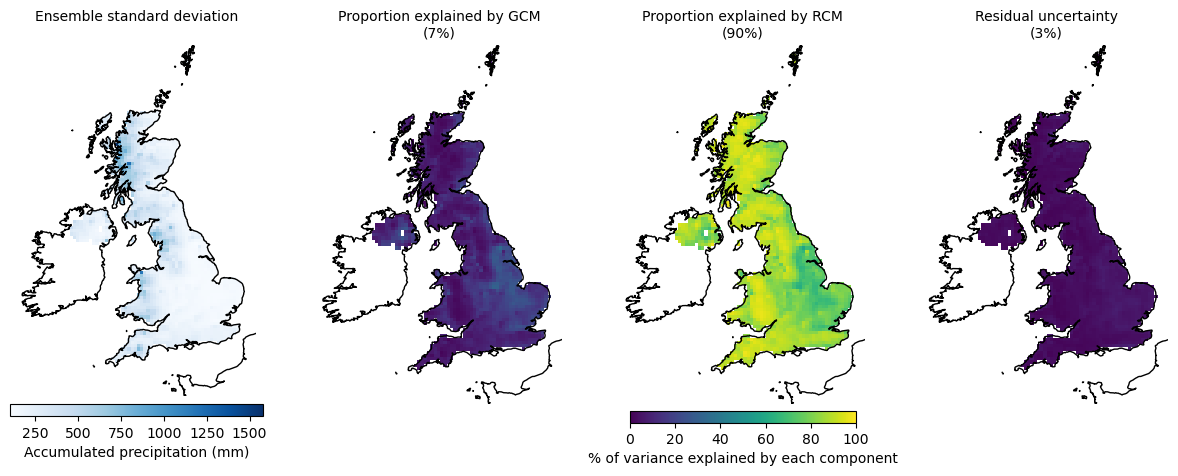 Ensemble standard deviation
Proportion explained by GCM
(7%)
Proportion explained by RCM
(90%)
Residual uncertainty
(3%)
250 500 750 1000 1250 1500
Accumulated precipitation (mm)
0 20 40 60 80 100
% of variance explained by each component